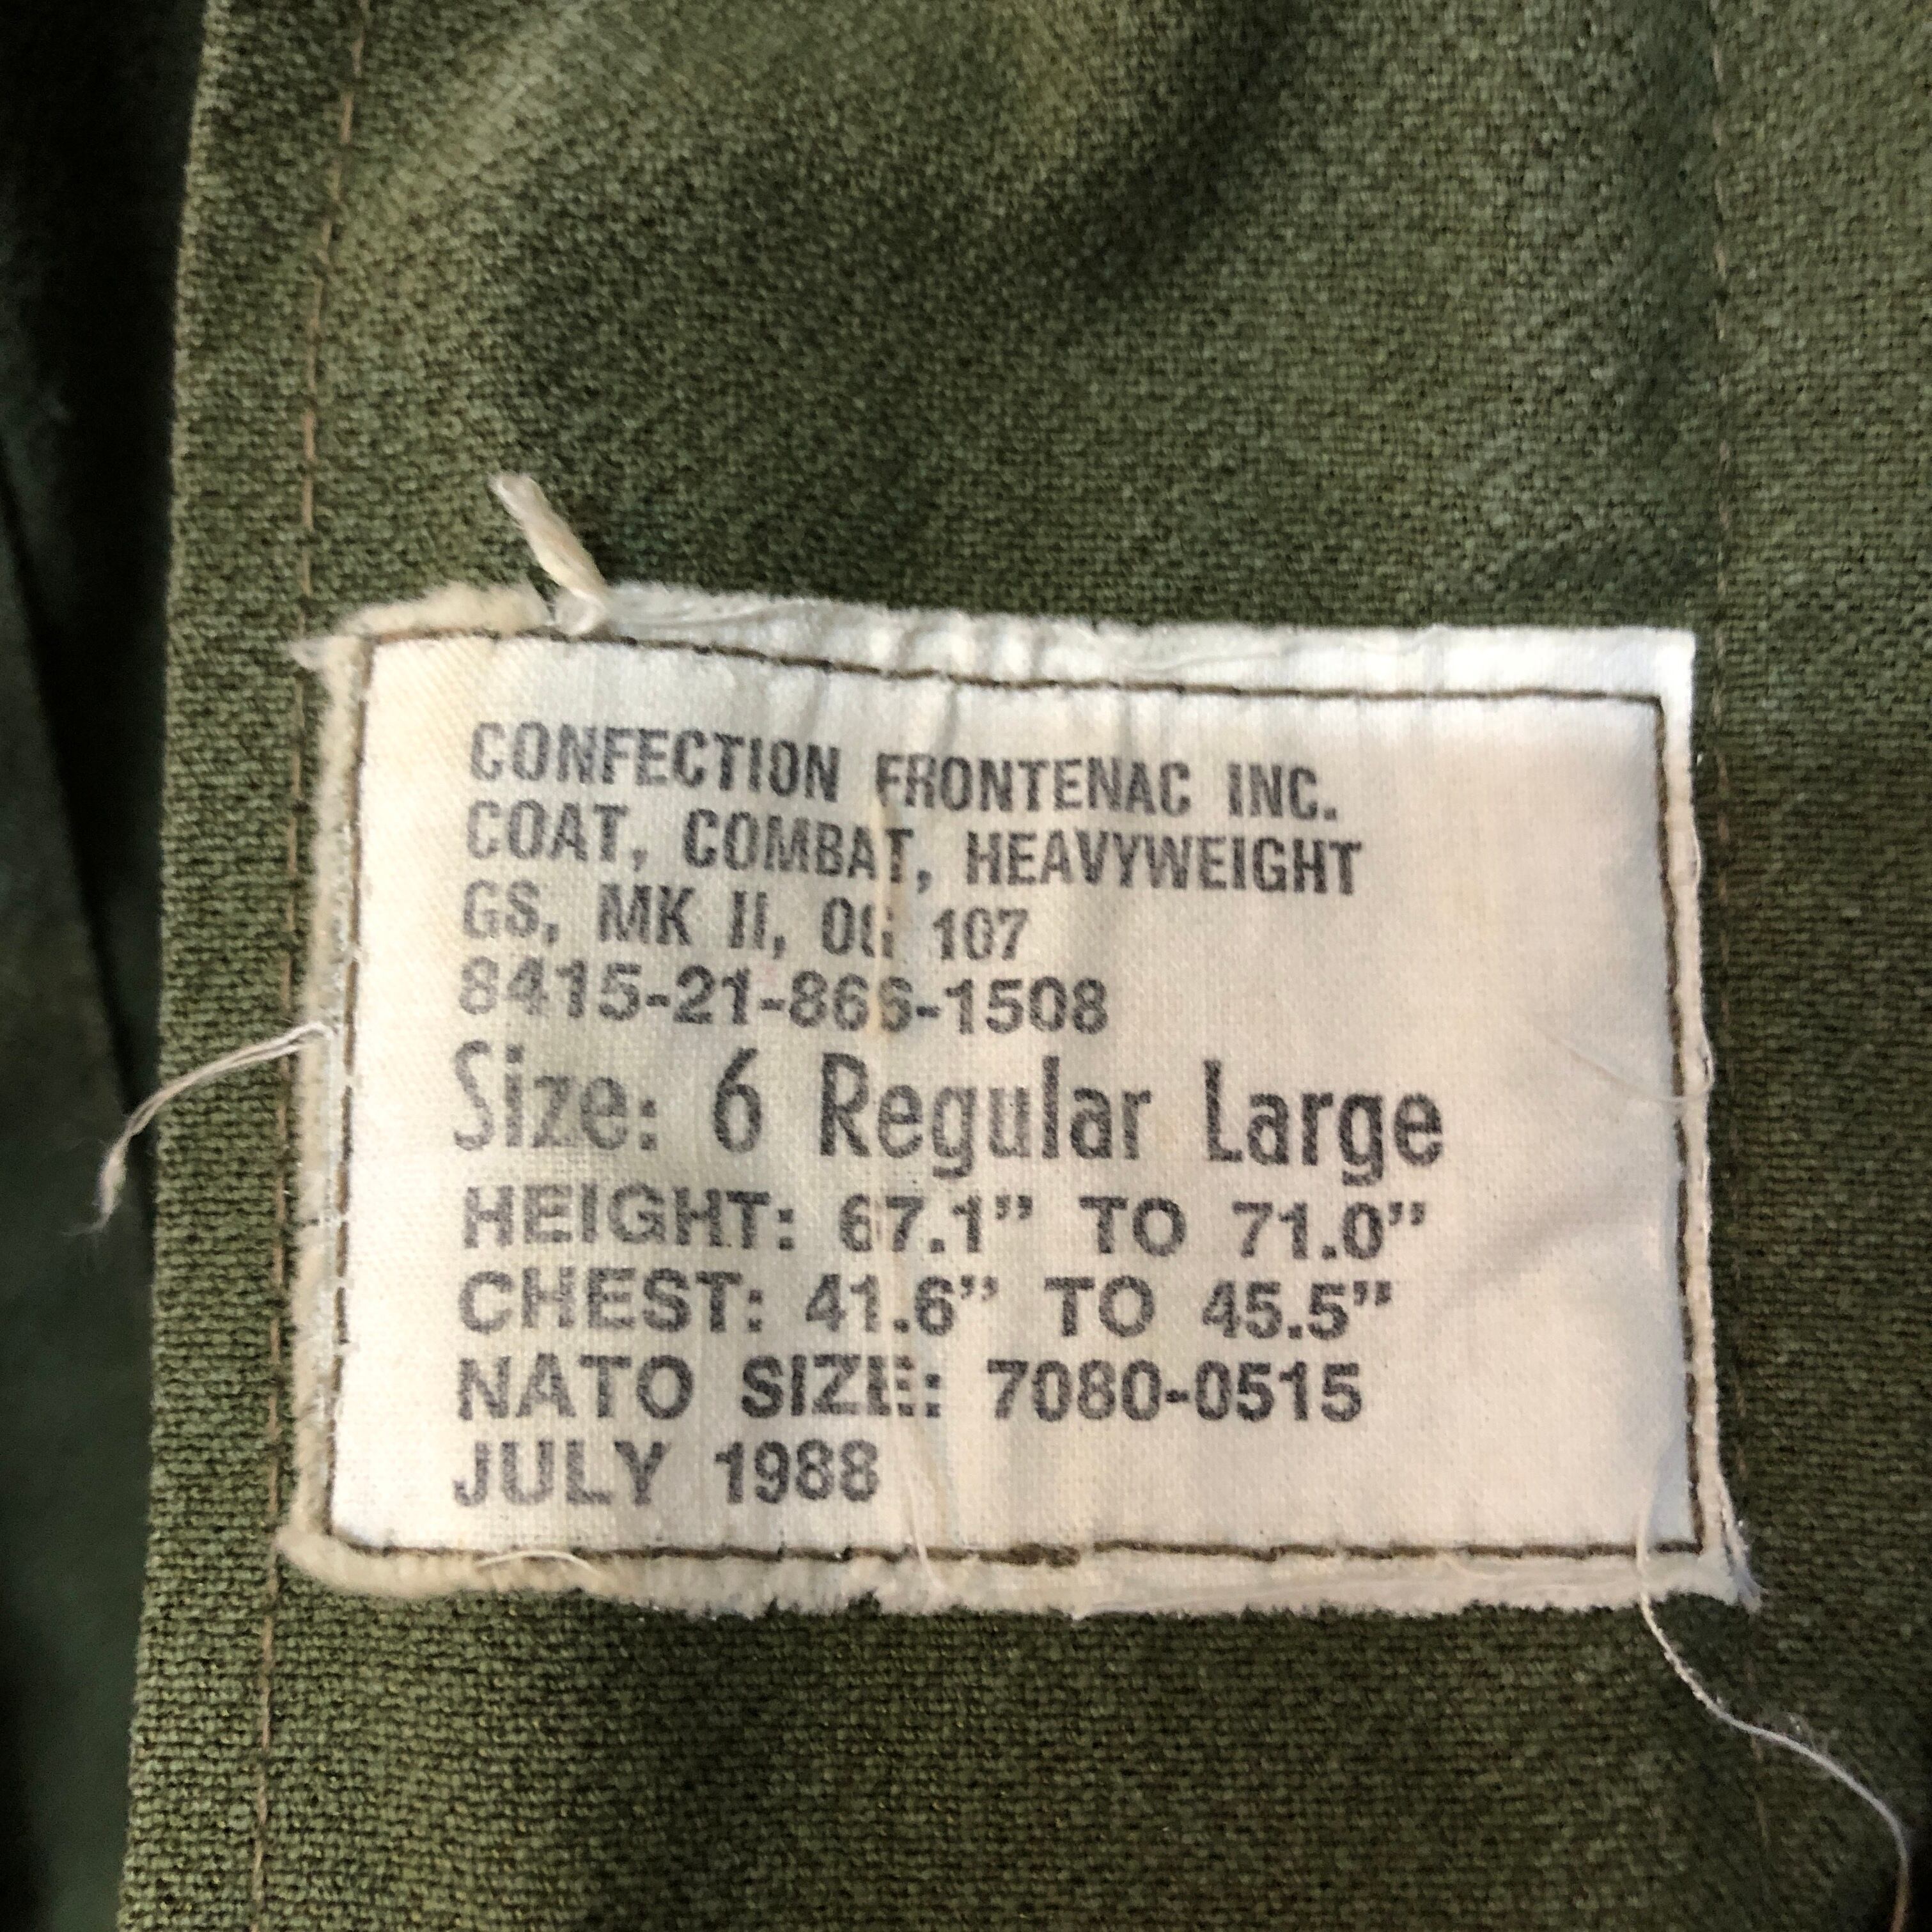 CONFECTION FRONTENAC INC.
COAT, COMBAT, HEAVYWEIGHT
GS, MK II, OG 107
8415-21-866-1508
Size: 6 Regular Large
HEIGHT: 67.1” TO 71.0”
CHEST: 41.6” TO 45.5”
NATO SIZE: 7080-0515
JULY 1988